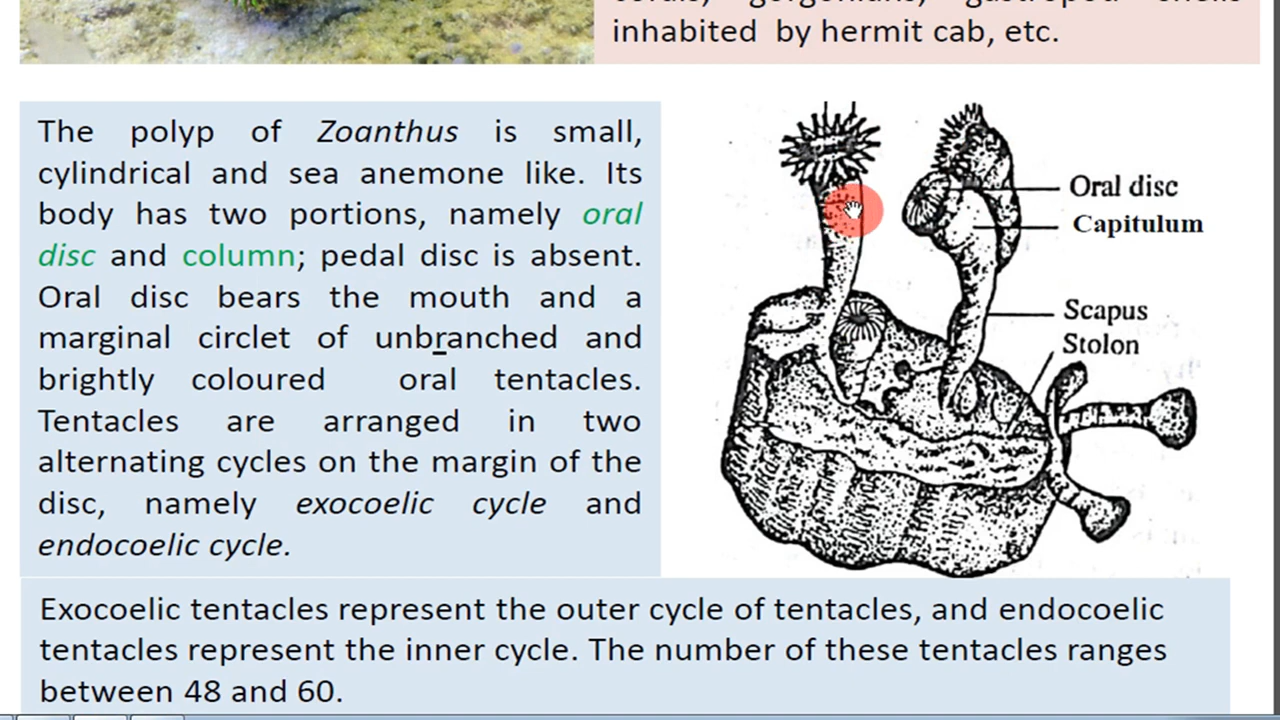 inhabited by hermit cab, etc.
The polyp of Zoanthus is small,
cylindrical and sea anemone like. Its
body has two portions, namely oral
disc and column; pedal disc is absent.
Oral disc bears the mouth and a
marginal circlet of unbranched and
brightly coloured oral tentacles.
Tentacles are arranged in two
alternating cycles on the margin of the
disc, namely exocoelic cycle and
endocoelic cycle.
Oral disc
Capitulum
Scapus
Stolon
Exocoelic tentacles represent the outer cycle of tentacles, and endocoelic
tentacles represent the inner cycle. The number of these tentacles ranges
between 48 and 60.